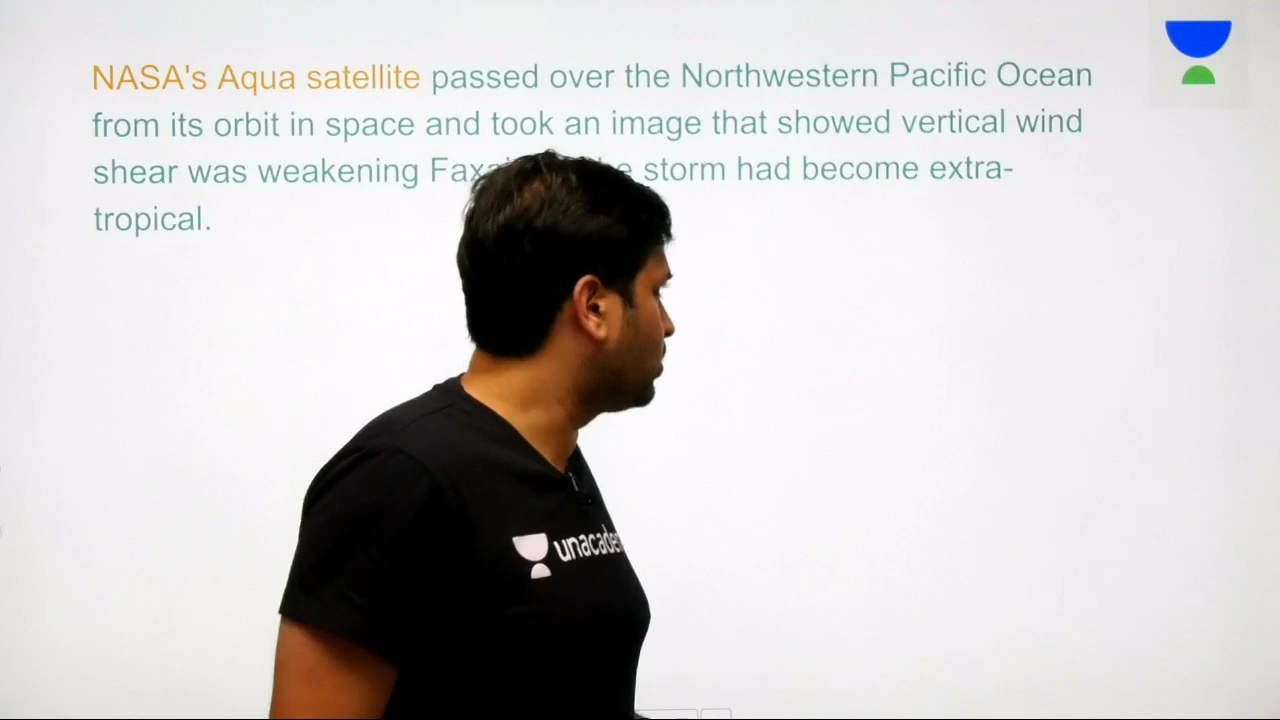 NASA's Aqua satellite passed over the Northwestern Pacific Ocean
from its orbit in space and took an image that showed vertical wind
shear was weakening storm had become extra-
tropical.